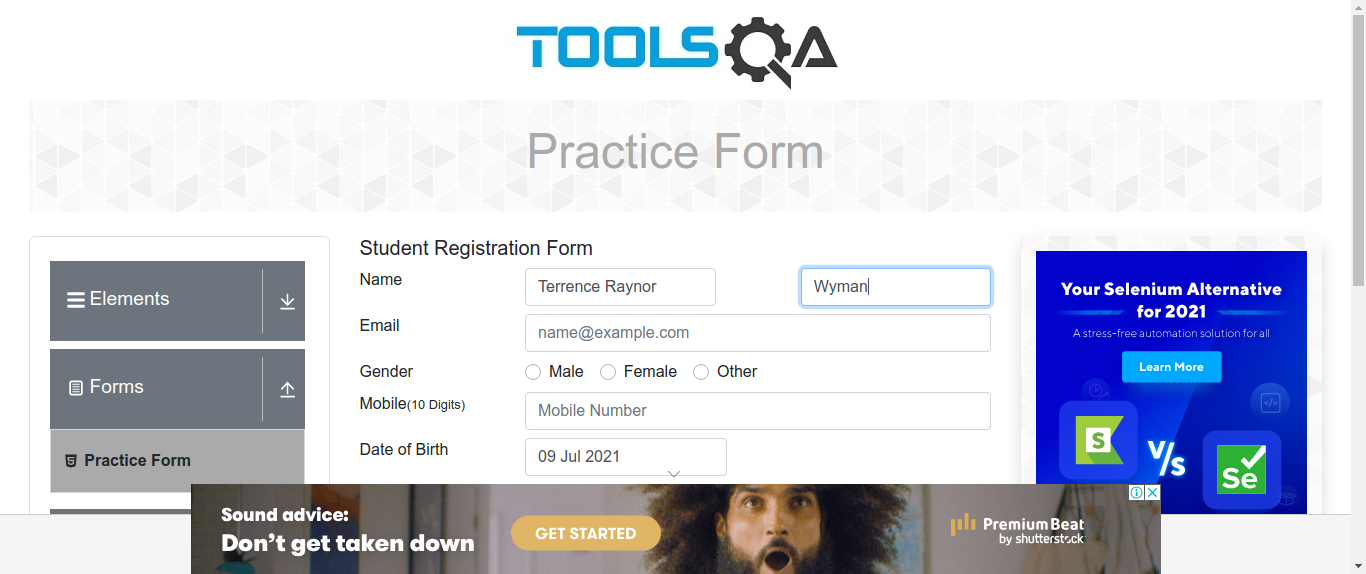 TOOLSQA
Practice Form
Elements
Forms
Practice Form
Student Registration Form
Name
Terrence Raynor
Wyman
Email
name@example.com
Gender
Male
Female
Other
Mobile(10 Digits)
Mobile Number
Date of Birth
09 Jul 2021
Your Selenium Alternative
for 2021
A stress-free automation solution for all
Learn More
S
V/s
Se
Sound advice:
Don't get taken down
GET STARTED
PremiumBeat
by shutterstock